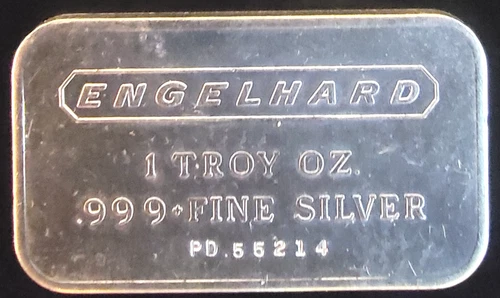 ENGELHARD
1 TROY OZ.
.999+FINE SILVER
PD.55214